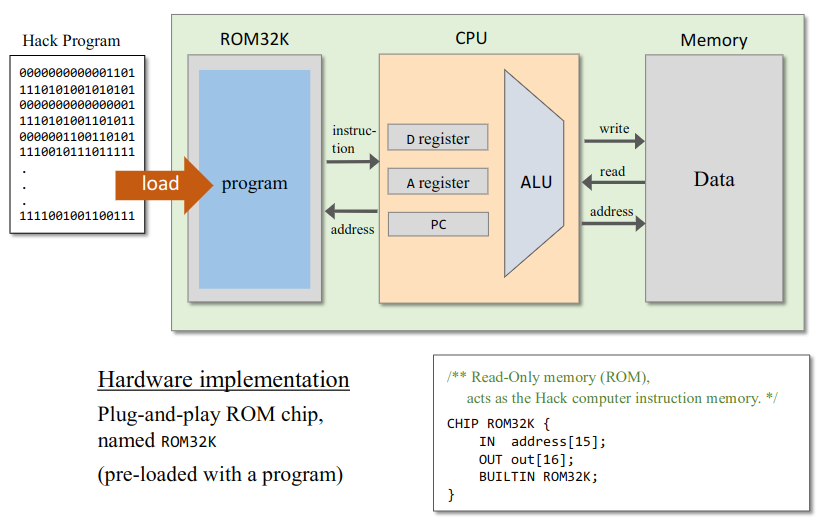 Hack Program
0000000000001101
1110101001010101
0000000000000001
1110101001101011
0000001100110101
1110010111011111
.
.
.
1111001001100111
load
ROM32K
program
instruc-
tion
address
CPU
D register
A register
PC
ALU
write
read
address
Memory
Data
Hardware implementation
Plug-and-play ROM chip,
named ROM32K
(pre-loaded with a program)
/** Read-Only memory (ROM),
acts as the Hack computer instruction memory. */
CHIP ROM32K {
IN address[15];
OUT out[16];
BUILTIN ROM32K;
}